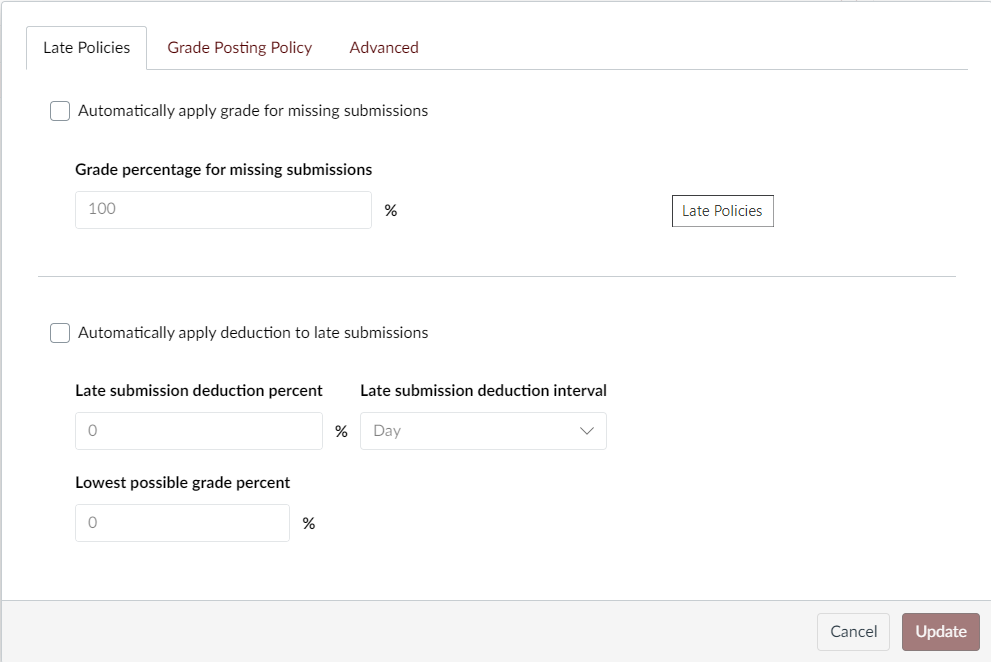 Late Policies Grade Posting Policy Advanced
Automatically apply grade for missing submissions
Grade percentage for missing submissions
100 %
Late Policies
Automatically apply deduction to late submissions
Late submission deduction percent Late submission deduction interval
0 % Day
Lowest possible grade percent
0 %
Cancel Update